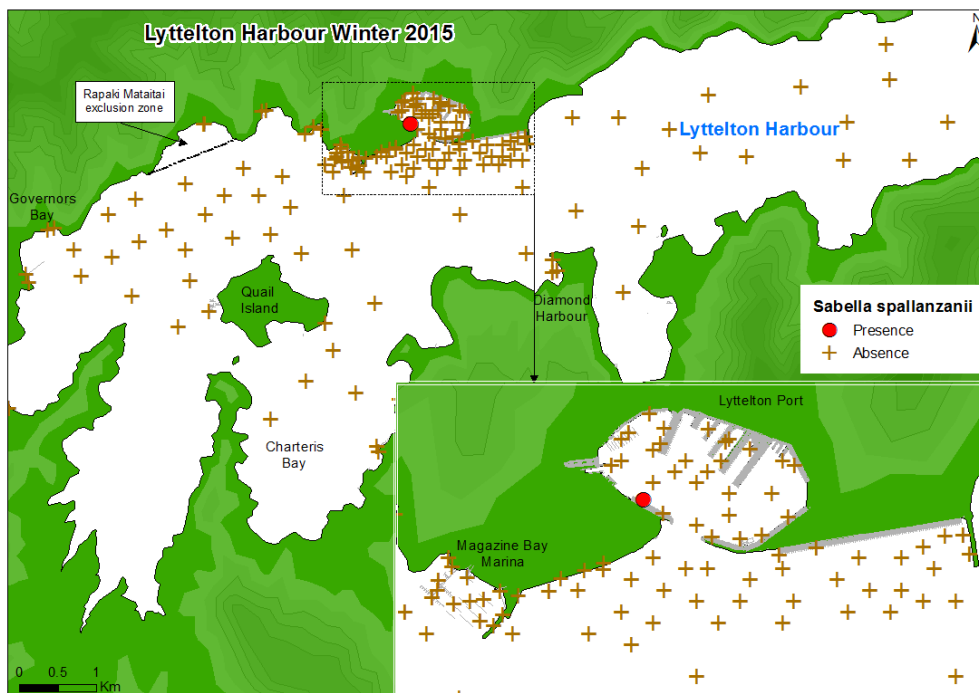 Lyttelton Harbour Winter 2015
N
Rapaki Mataitai
exclusion zone
Lyttelton Harbour
Governors
Bay
Quail
Island
Diamond
Harbour
Sabella spallanzanii
Presence
Absence
Lyttelton Port
Charteris
Bay
Magazine Bay
Marina
0 0.5 1
Km